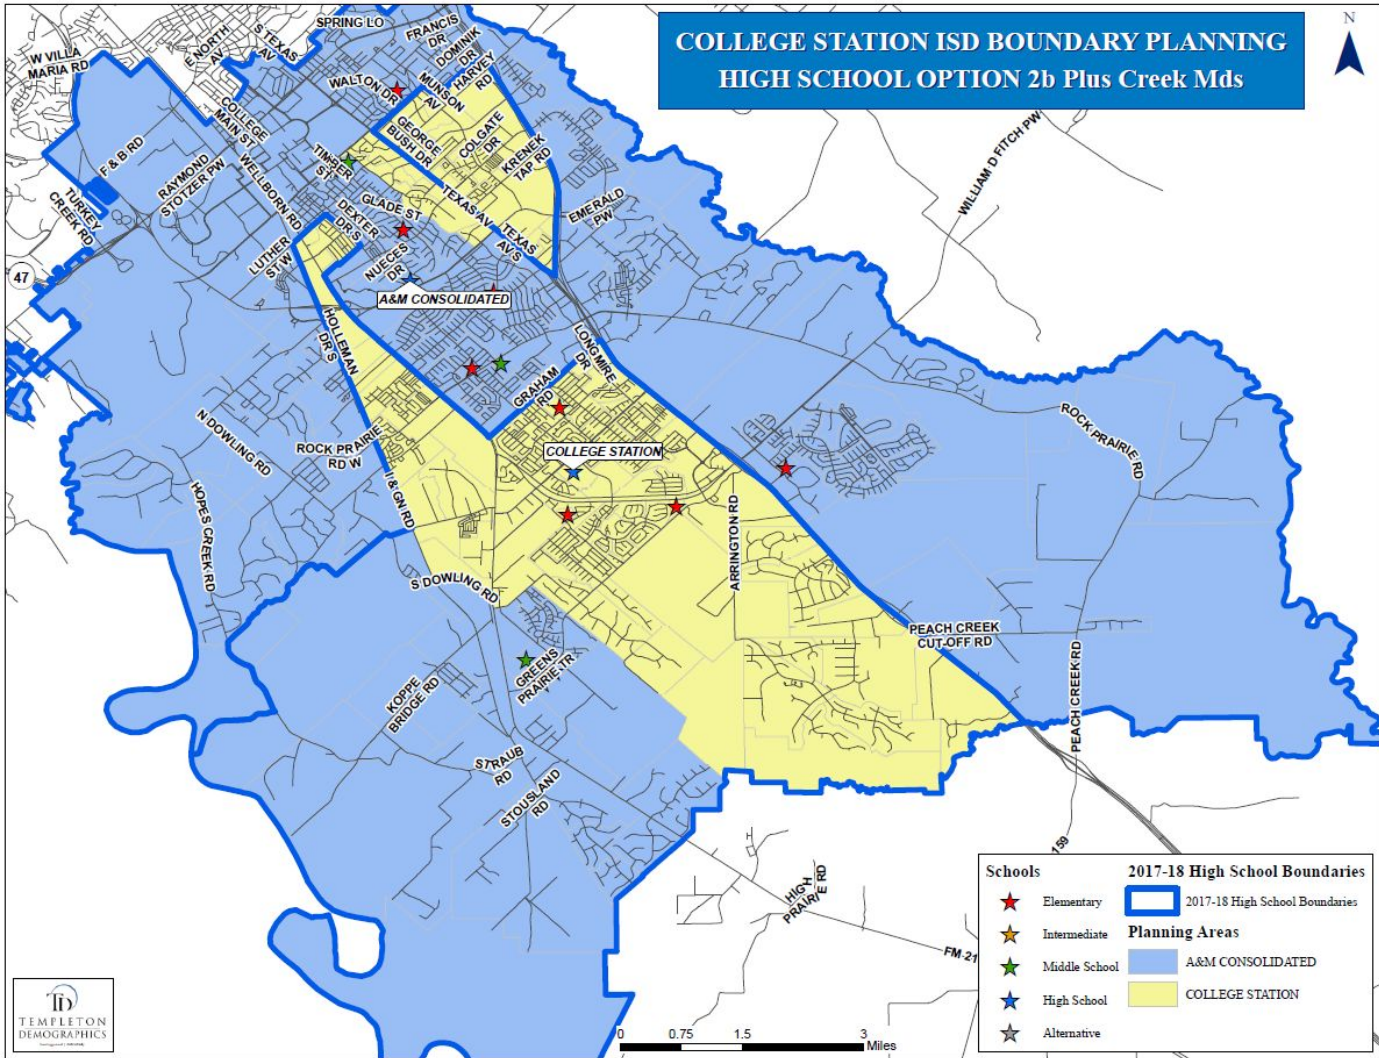 COLLEGE STATION ISD BOUNDARY PLANNING
HIGH SCHOOL OPTION 2b Plus Creek Mds
N
SPRING LO
W VILLA
MARIA RD
E NORTH
AV
S TEXAS
AV
FRANCIS
DR
DOMINIK
DR
HARVEY
RD
WALTON DR
MUNSON
AV
COLLEGE
MAIN ST
GEORGE
BUSH DR
COLGATE
DR
KRENEK
TAP RD
F & B RD
RAYMOND
STOTZER PW
WELLBORN RD
TIMBER
ST
TURKEY
CREEK RD
GLADE ST
DEXTER
DR S
TEXAS AV
TEXAS
AV S
EMERALD
PW
WILLIAM D FITCH PW
LUTHER
ST W
NUECES
DR
47
A&M CONSOLIDATED
HOLLEMAN
DR S
LONGMIRE
DR
GRAHAM
RD
ROCK PRAIRIE RD
N DOWLING RD
ROCK PRAIRIE
RD W
COLLEGE STATION
HOPES CREEK RD
I & GN RD
ARRINGTON RD
S DOWLING RD
PEACH CREEK
CUT-OFF RD
GREENS
PRAIRIE TR
KOPPE
BRIDGE RD
PEACH CREEK RD
STRAUB
RD
STOUSLAND
RD
159
HIGH
PRAIRIE RD
FM-21
Schools
Elementary
Intermediate
Middle School
High School
Alternative
2017-18 High School Boundaries
2017-18 High School Boundaries
Planning Areas
A&M CONSOLIDATED
COLLEGE STATION
TD
TEMPLETON
DEMOGRAPHICS
0 0.75 1.5 3
Miles